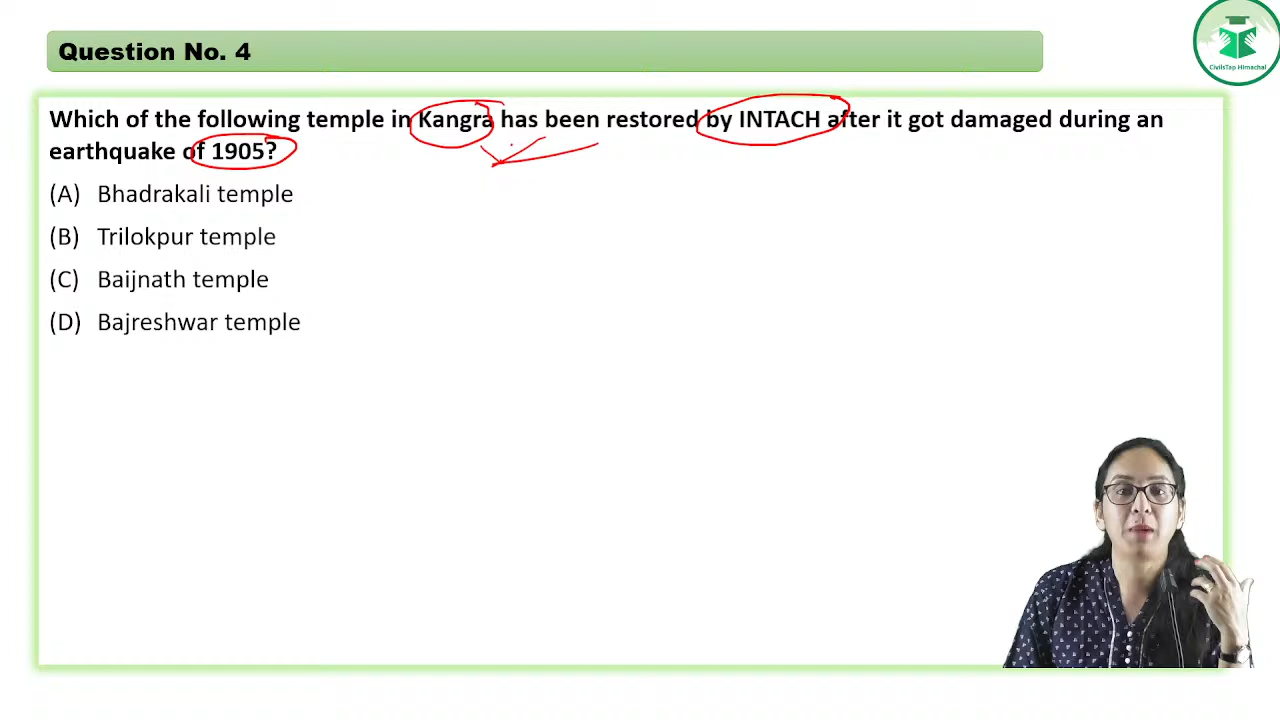 Question No. 4
CivilsTap Himachal
Which of the following temple in Kangra has been restored by INTACH after it got damaged during an
earthquake of 1905?
(A) Bhadrakali temple
(B) Trilokpur temple
(C) Baijnath temple
(D) Bajreshwar temple